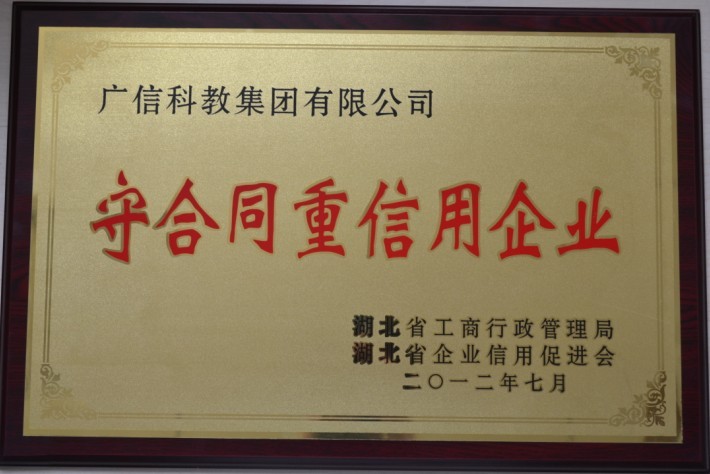 广信科教集团有限公司
守合同重信用企业
湖北省工商行政管理局
湖北省企业信用促进会
二〇一二年七月